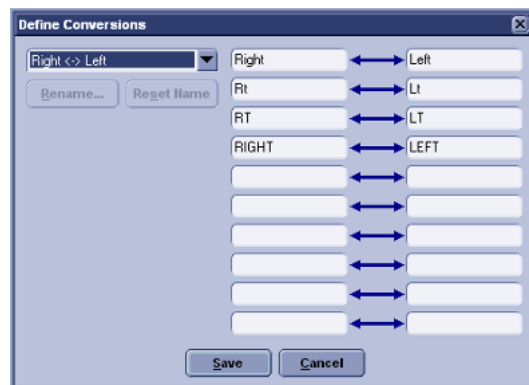 Define Conversions
Right <-> Left
Rename... Reset Name
Right Left
Rt Lt
RT LT
RIGHT LEFT
Save Cancel